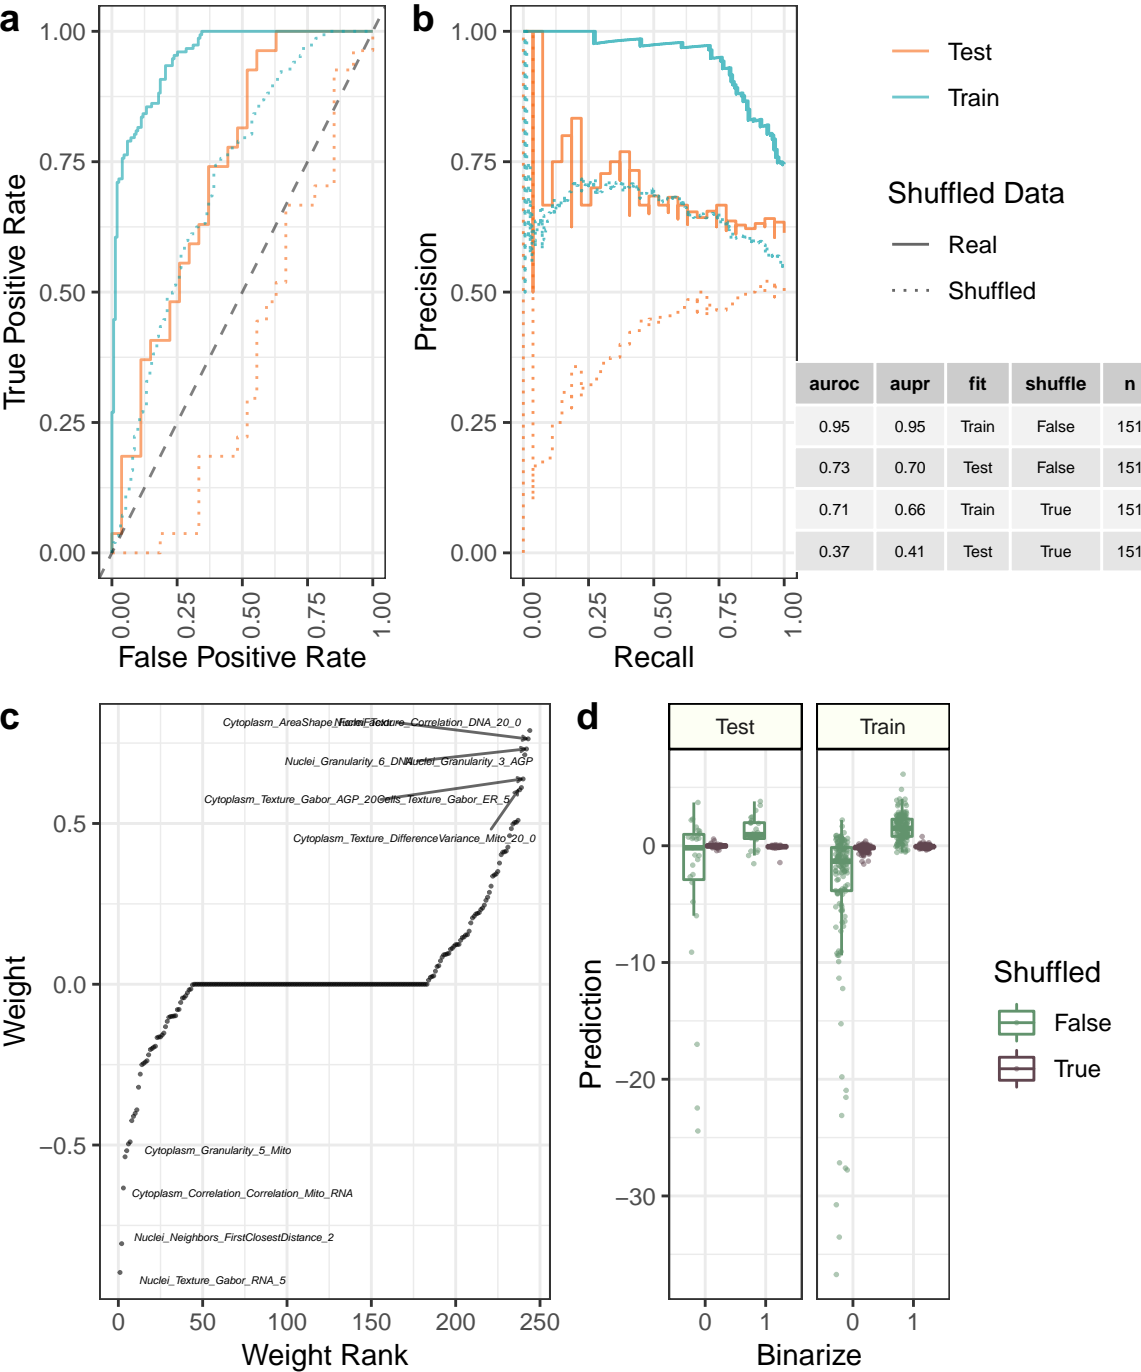 a
1.00
0.75
0.50
0.25
0.00
True Positive Rate
0.00
0.25
0.50
0.75
1.00
False Positive Rate
b
1.00
0.75
0.50
0.25
0.00
Precision
0.00
0.25
0.50
0.75
1.00
Recall
Test
Train
Shuffled Data
Real
Shuffled
auroc aupr fit shuffle n
0.95 0.95 Train False 151
0.73 0.70 Test False 151
0.71 0.66 Train True 151
0.37 0.41 Test True 151
c
0.5
0.0
−0.5
Weight
Cytoplasm_AreaShape_FormFactor
Nuclei_Texture_Correlation_DNA_20_0
Nuclei_Granularity_6_DNA
Nuclei_Granularity_3_AGP
Cytoplasm_Texture_Gabor_AGP_20
Cells_Texture_Gabor_ER_5
Cytoplasm_Texture_DifferenceVariance_Mito_20_0
Cytoplasm_Granularity_5_Mito
Cytoplasm_Correlation_Correlation_Mito_RNA
Nuclei_Neighbors_FirstClosestDistance_2
Nuclei_Texture_Gabor_RNA_5
0 50 100 150 200 250
Weight Rank
d
Test Train
0
−10
−20
−30
Prediction
0 1 0 1
Binarize
Shuffled
False
True